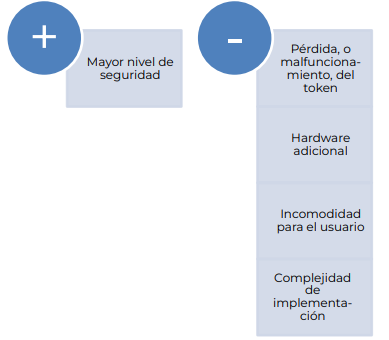 +
Mayor nivel de
seguridad
-
Pérdida, o
malfunciona-
miento, del
token
Hardware
adicional
Incomodidad
para el usuario
Complejidad
de
implementa-
ción